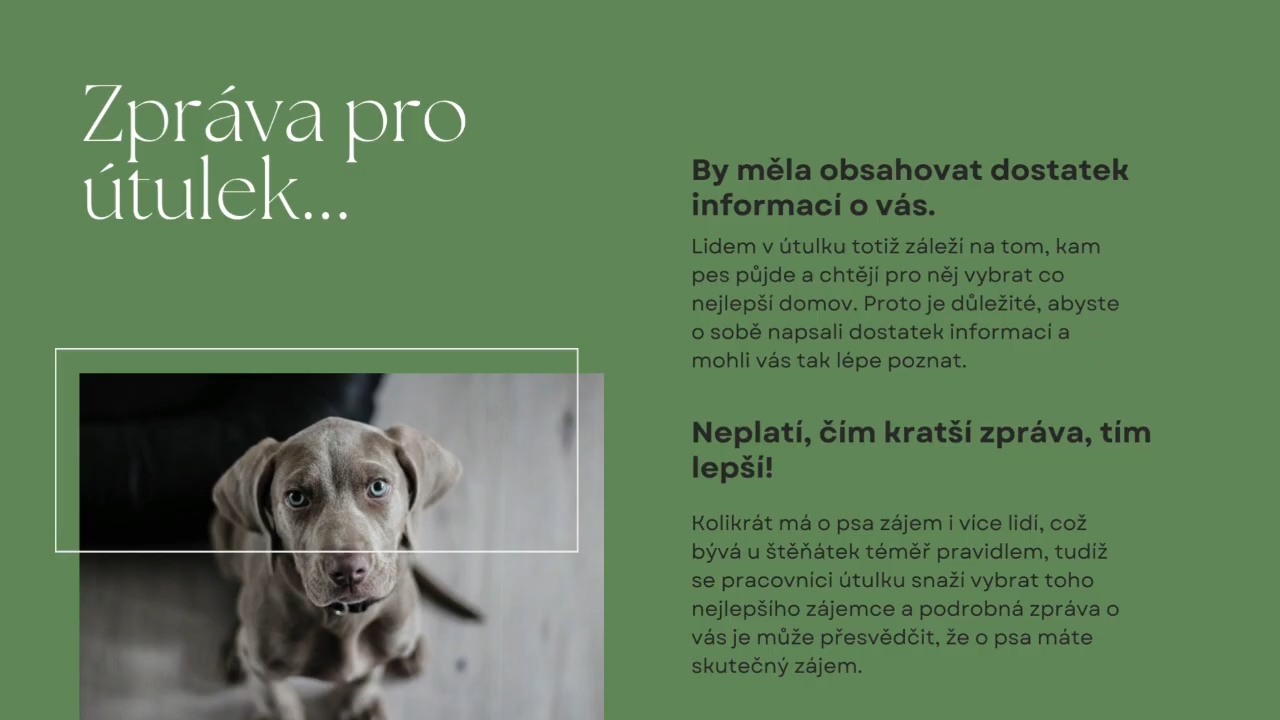 Zpráva pro
útulek...
By měla obsahovat dostatek
informací o vás.
Lidem v útulku totiž záleží na tom, kam
pes půjde a chtějí pro něj vybrat co
nejlepší domov. Proto je důležité, abyste
o sobě napsali dostatek informací a
mohli vás tak lépe poznat.
Neplatí, čím kratší zpráva, tím
lepší!
Kolikrát má o psa zájem i více lidí, což
bývá u štěňátek téměř pravidlem, tudíž
se pracovníci útulku snaží vybrat toho
nejlepšího zájemce a podrobná zpráva o
vás je může přesvědčit, že o psa máte
skutečný zájem.